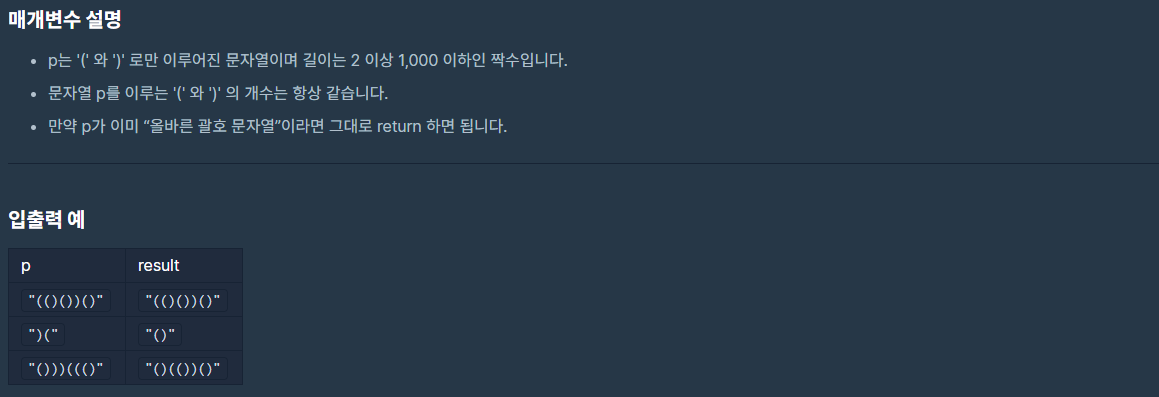 매개변수 설명
• p는 '(' 와 ')' 로만 이루어진 문자열이며 길이는 2 이상 1,000 이하인 짝수입니다.
• 문자열 p를 이루는 '(' 와 ')' 의 개수는 항상 같습니다.
• 만약 p가 이미 “올바른 괄호 문자열”이라면 그대로 return 하면 됩니다.
입출력 예
p result
"(()())()" "(()())()"
")(" "()"
"()))((()" "()(())()"